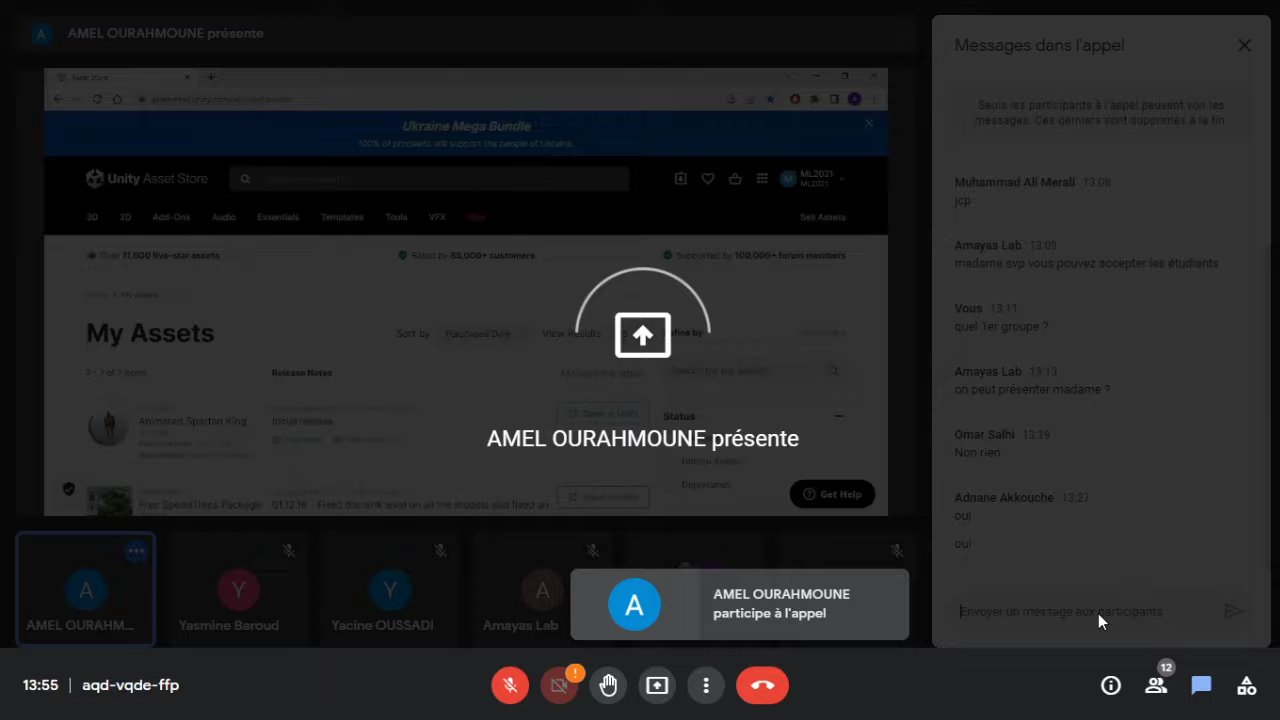 AMEL OURAHMOUNE présente
Ukraine Mega Bundle
100% of proceeds will support the people of Ukraine.
Unity Asset Store
ML2021
ML2021
3D 2D Add-Ons Audio Essentials Templates Tools VFX Sell Assets
Over 11,000 five-star assets
Rated by 85,000+ customers
Supported by 100,000+ forum members
My Assets
Sort by
View Results
Release Notes
Animated Spartan King
Initial release
Status
Free SpeedTrees Package
Get Help
AMEL OURAHMOUNE présente
AMEL OURAHM...
Yasmine Baroud
Yacine OUSSADI
Amayas Lab
A
AMEL OURAHMOUNE
participe à l'appel
Messages dans l'appel
Seuls les participants à l'appel peuvent voir les
messages. Ces derniers sont supprimés à la fin
Muhammad Ali Merali 13:08
jcp
Amayas Lab 13:09
madame svp vous pouvez accepter les étudiants
Vous 13:11
quel 1er groupe ?
Amayas Lab 13:13
on peut présenter madame ?
Omar Salhi 13:19
Non rien
Adnane Akkouche
oui
oui
Envoyer un message aux participants
13:55 | aqd-vqde-ffp
12